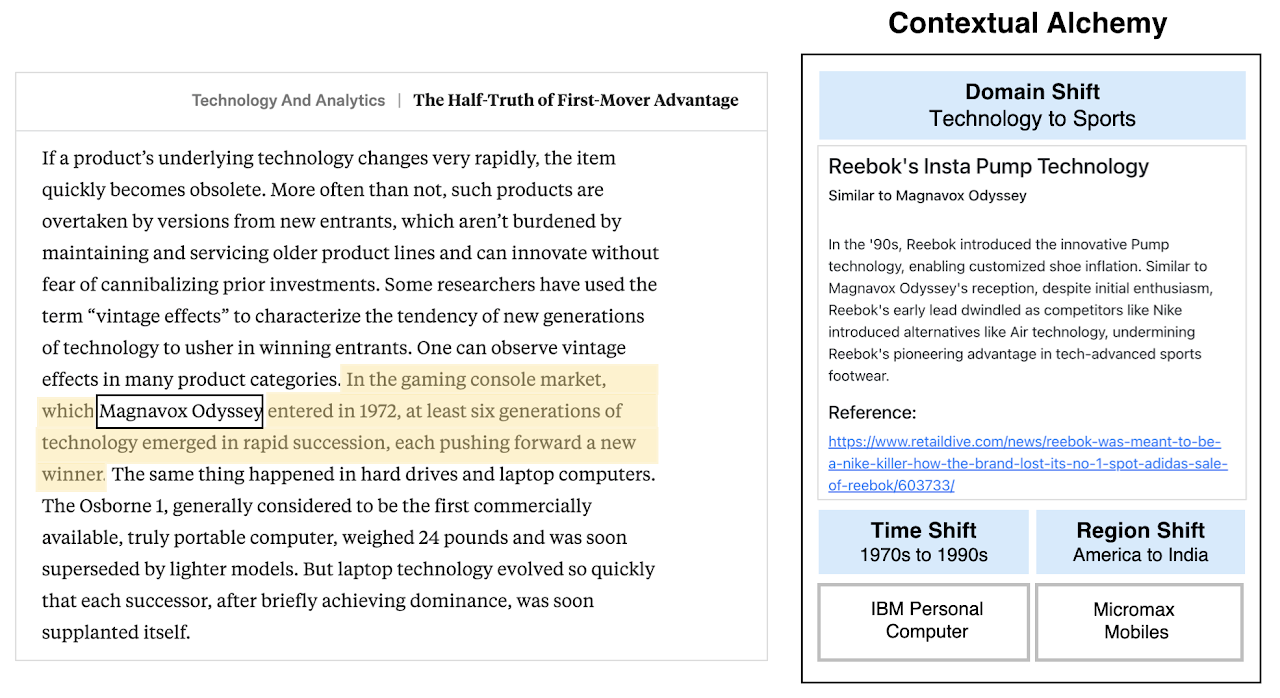 Contextual Alchemy
Technology And Analytics | The Half-Truth of First-Mover Advantage
If a product’s underlying technology changes very rapidly, the item
quickly becomes obsolete. More often than not, such products are
overtaken by versions from new entrants, which aren’t burdened by
maintaining and servicing older product lines and can innovate without
fear of cannibalizing prior investments. Some researchers have used the
term “vintage effects” to characterize the tendency of new generations
of technology to usher in winning entrants. One can observe vintage
effects in many product categories. In the gaming console market,
which Magnavox Odyssey entered in 1972, at least six generations of
technology emerged in rapid succession, each pushing forward a new
winner. The same thing happened in hard drives and laptop computers.
The Osborne 1, generally considered to be the first commercially
available, truly portable computer, weighed 24 pounds and was soon
superseded by lighter models. But laptop technology evolved so quickly
that each successor, after briefly achieving dominance, was soon
supplanted itself.
Domain Shift
Technology to Sports
Reebok's Insta Pump Technology
Similar to Magnavox Odyssey
In the '90s, Reebok introduced the innovative Pump
technology, enabling customized shoe inflation. Similar to
Magnavox Odyssey's reception, despite initial enthusiasm,
Reebok's early lead dwindled as competitors like Nike
introduced alternatives like Air technology, undermining
Reebok's pioneering advantage in tech-advanced sports
footwear.
Reference:
https://www.retaildive.com/news/reebok-was-meant-to-be-
a-nike-killer-how-the-brand-lost-its-no-1-spot-adidas-sale-
of-reebok/603733/
Time Shift
1970s to 1990s
Region Shift
America to India
IBM Personal
Computer
Micromax
Mobiles